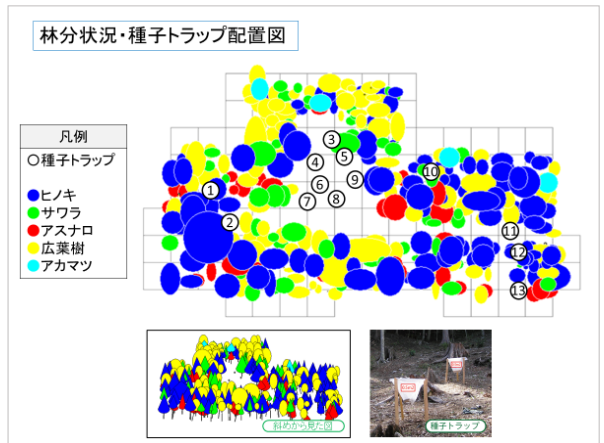 林分状況・種子トラップ配置図
凡例
種子トラップ
ヒノキ
サワラ
アスナロ
広葉樹
アカマツ
①
②
③
④
⑤
⑥
⑦
⑧
⑨
⑩
⑪
⑫
⑬
斜めから見た図
種子トラップ